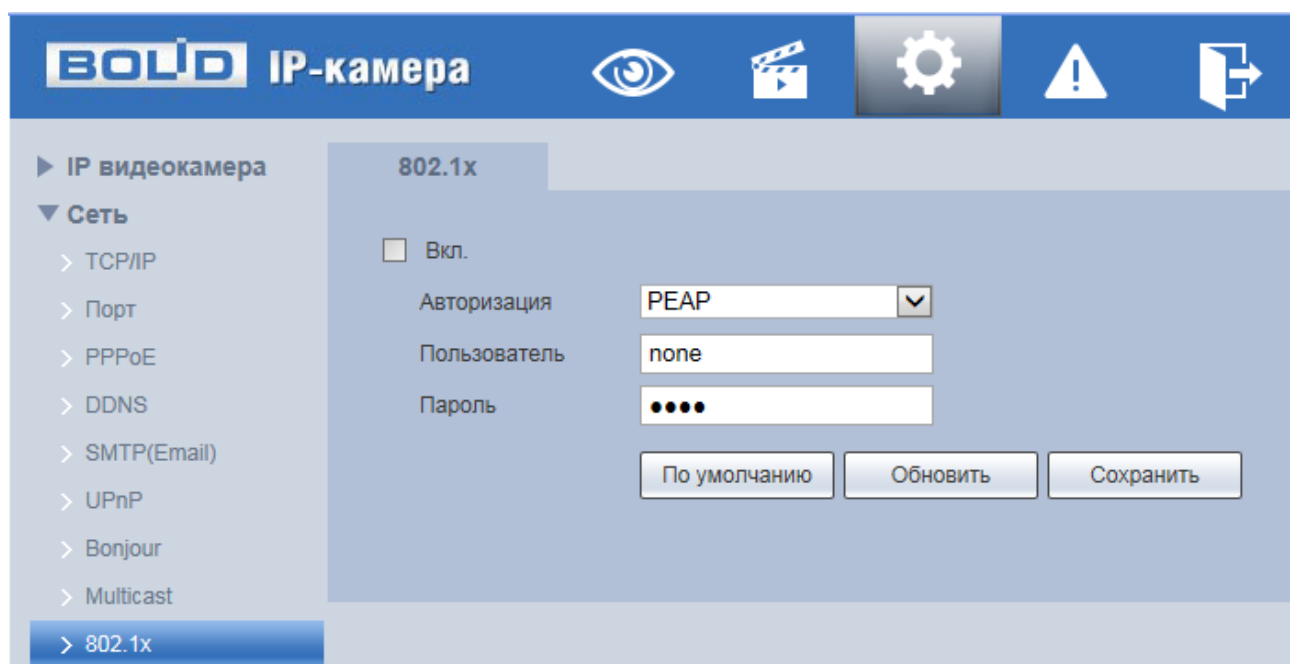 BOLID IP-камера
IP видеокамера
Сеть
TCP/IP
Порт
PPPoE
DDNS
SMTP(Email)
UPnP
Bonjour
Multicast
802.1x
802.1x
Вкл.
Авторизация PEAP
Пользователь none
Пароль ●●●●
По умолчанию Обновить Сохранить